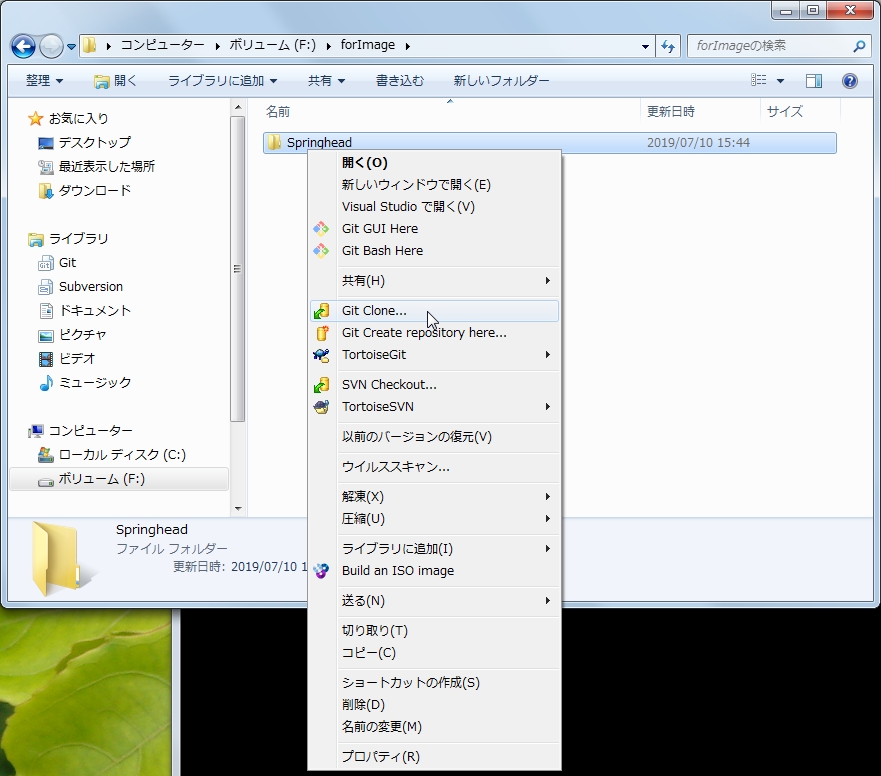 コンピューター ボリューム (F:) forImage
forImageの検索
整理 開く ライブラリに追加 共有 書き込む 新しいフォルダー
お気に入り
デスクトップ
最近表示した場所
ダウンロード
ライブラリ
Git
Subversion
ドキュメント
ピクチャ
ビデオ
ミュージック
コンピューター
ローカル ディスク (C:)
ボリューム (F:)
名前 更新日時 サイズ
Springhead 2019/07/10 15:44
開く(O)
新しいウィンドウで開く(E)
Visual Studio で開く(V)
Git GUI Here
Git Bash Here
共有(H)
Git Clone...
Git Create repository here...
TortoiseGit
SVN Checkout...
TortoiseSVN
以前のバージョンの復元(V)
ウイルススキャン...
解凍(X)
圧縮(U)
ライブラリに追加(I)
Build an ISO image
送る(N)
切り取り(T)
コピー(C)
ショートカットの作成(S)
削除(D)
名前の変更(M)
プロパティ(R)
Springhead
ファイル フォルダー
更新日時: 2019/07/10 1